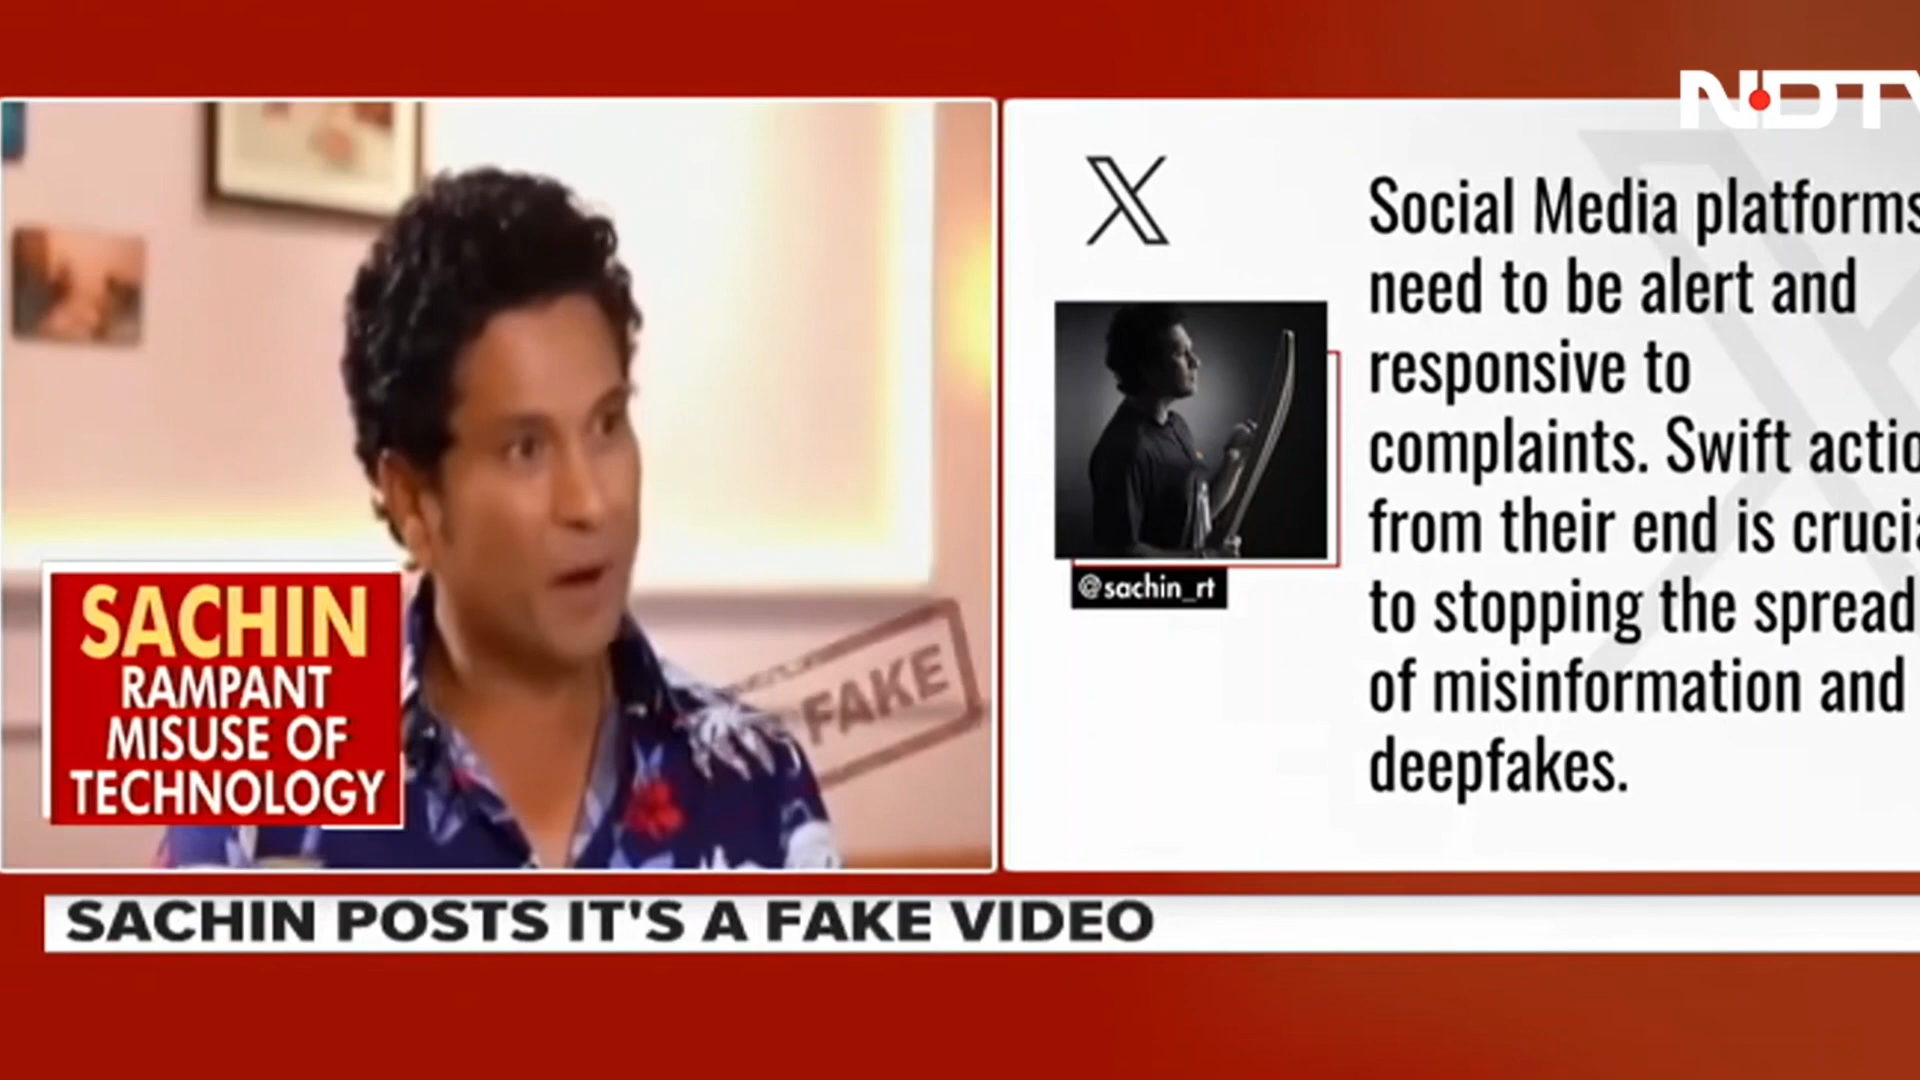 NDTV
Social Media platforms
need to be alert and
responsive to
complaints. Swift actio
from their end is crucia
to stopping the spread
of misinformation and
deepfakes.
@sachin_rt
FAKE
SACHIN
RAMPANT
MISUSE OF
TECHNOLOGY
SACHIN POSTS IT'S A FAKE VIDEO